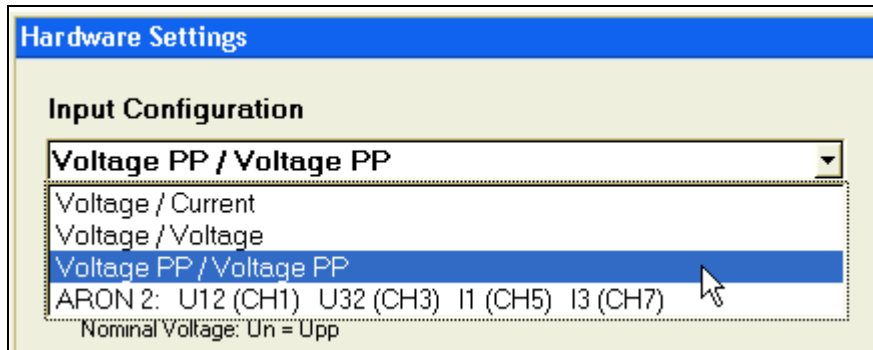 Hardware Settings
Input Configuration
Voltage PP / Voltage PP
Voltage / Current
Voltage / Voltage
Voltage PP / Voltage PP
ARON 2: U12 (CH1) U32 (CH3) I1 (CH5) I3 (CH7)
Nominal Voltage: Un = Upp